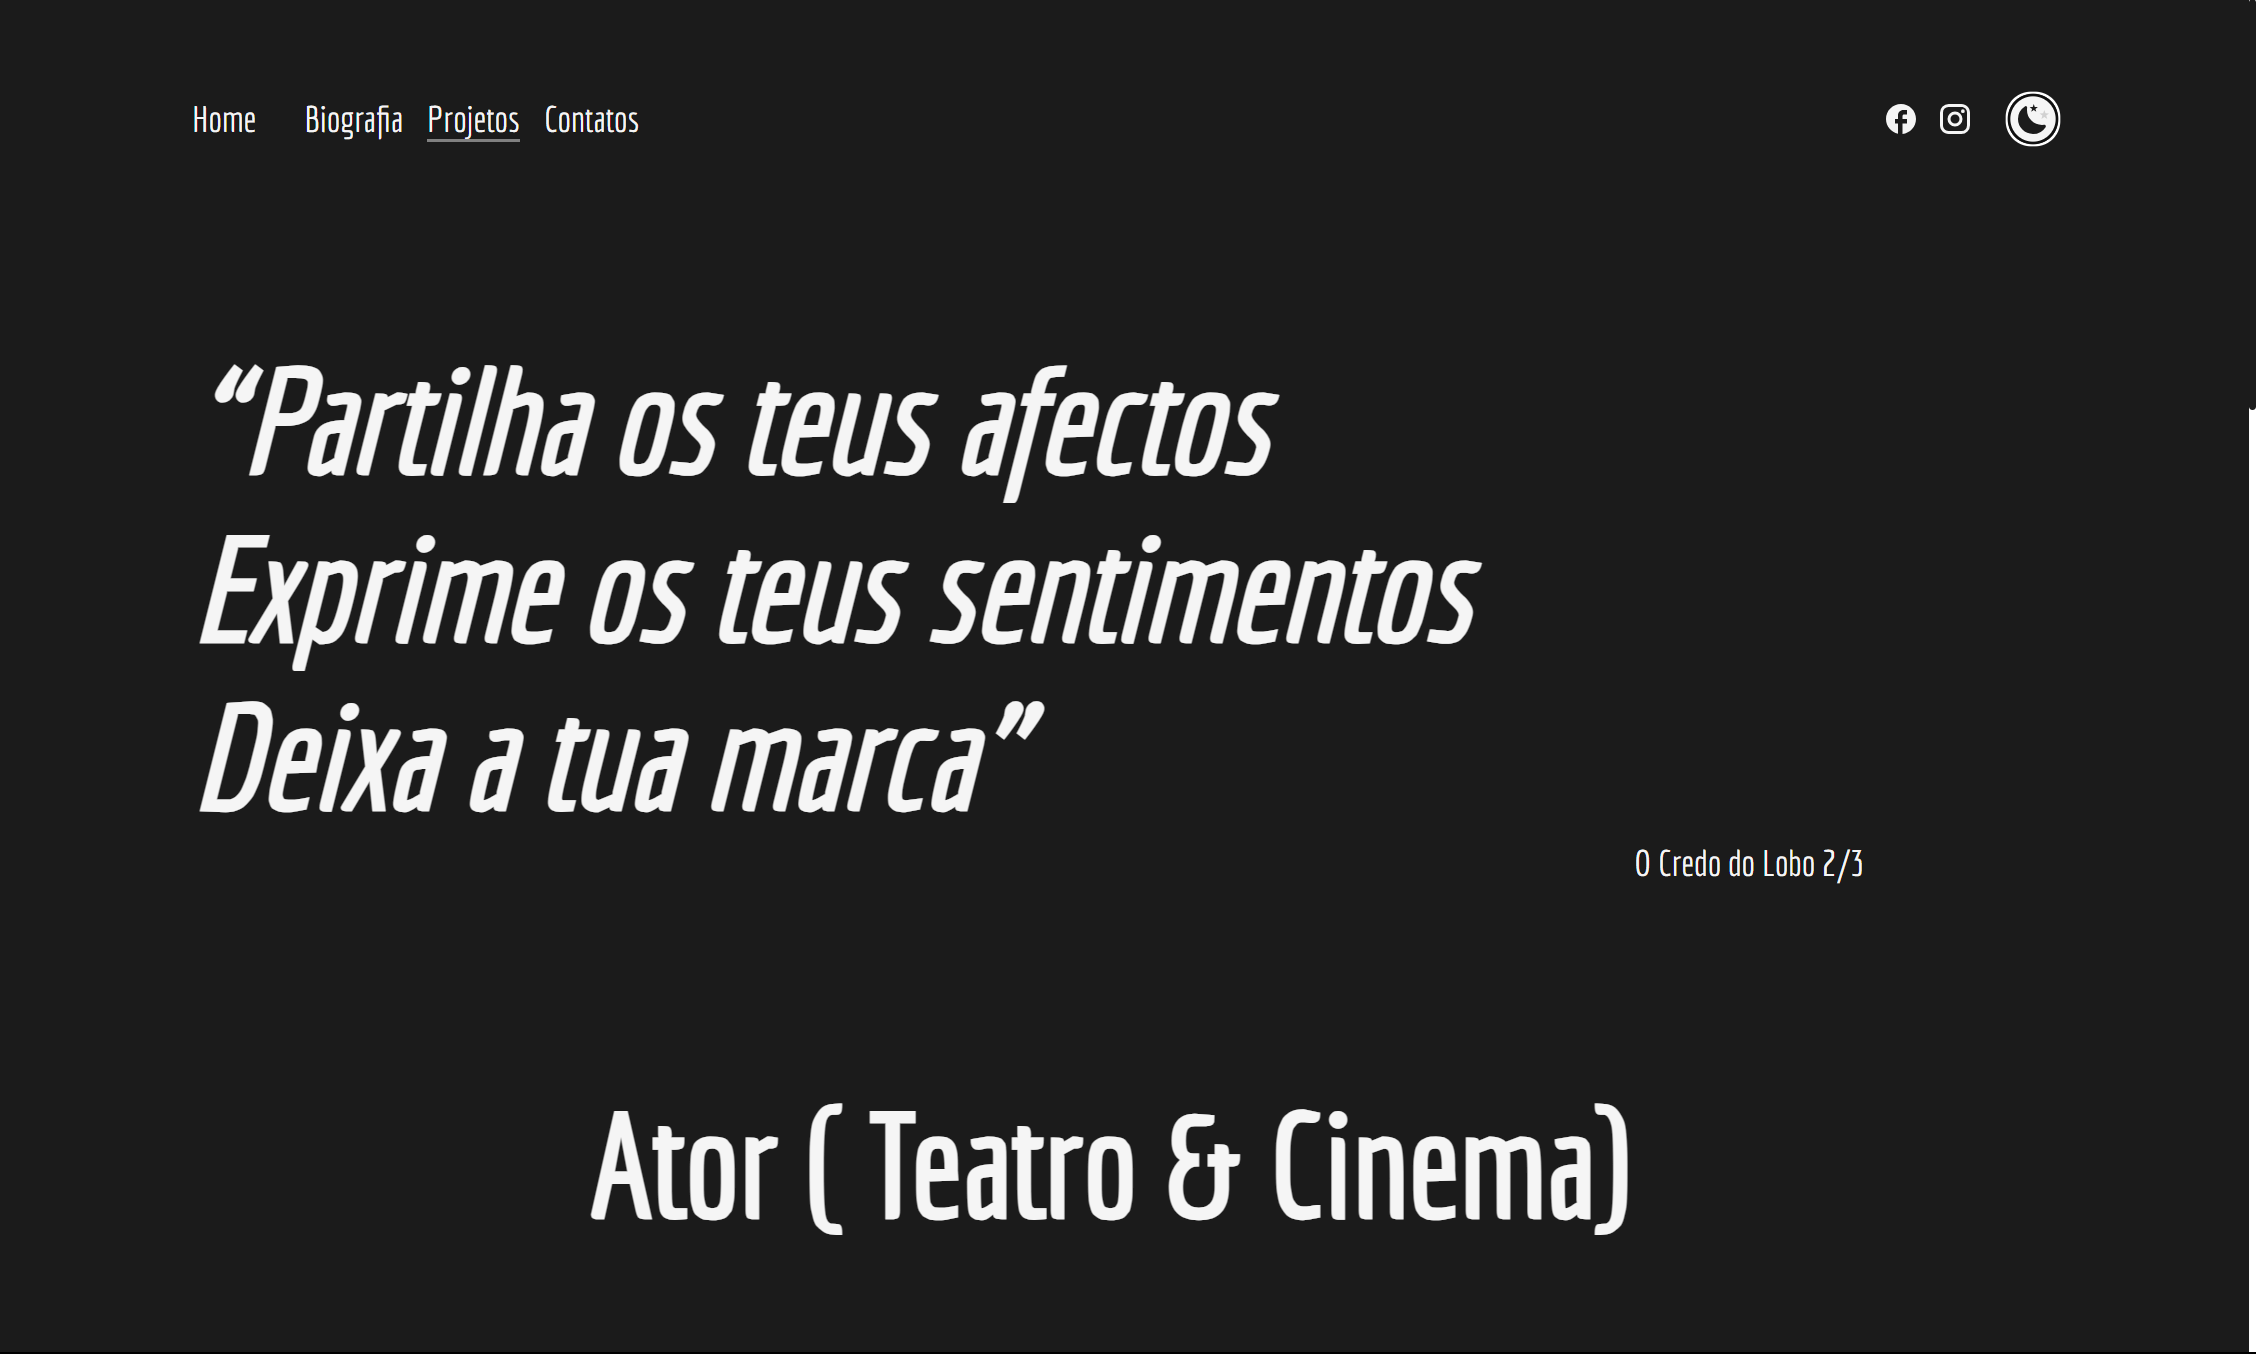 Home Biografia Projetos Contatos
“Partilha os teus afectos
Exprime os teus sentimentos
Deixa a tua marca”
O Credo do Lobo 2/3
Ator ( Teatro & Cinema)